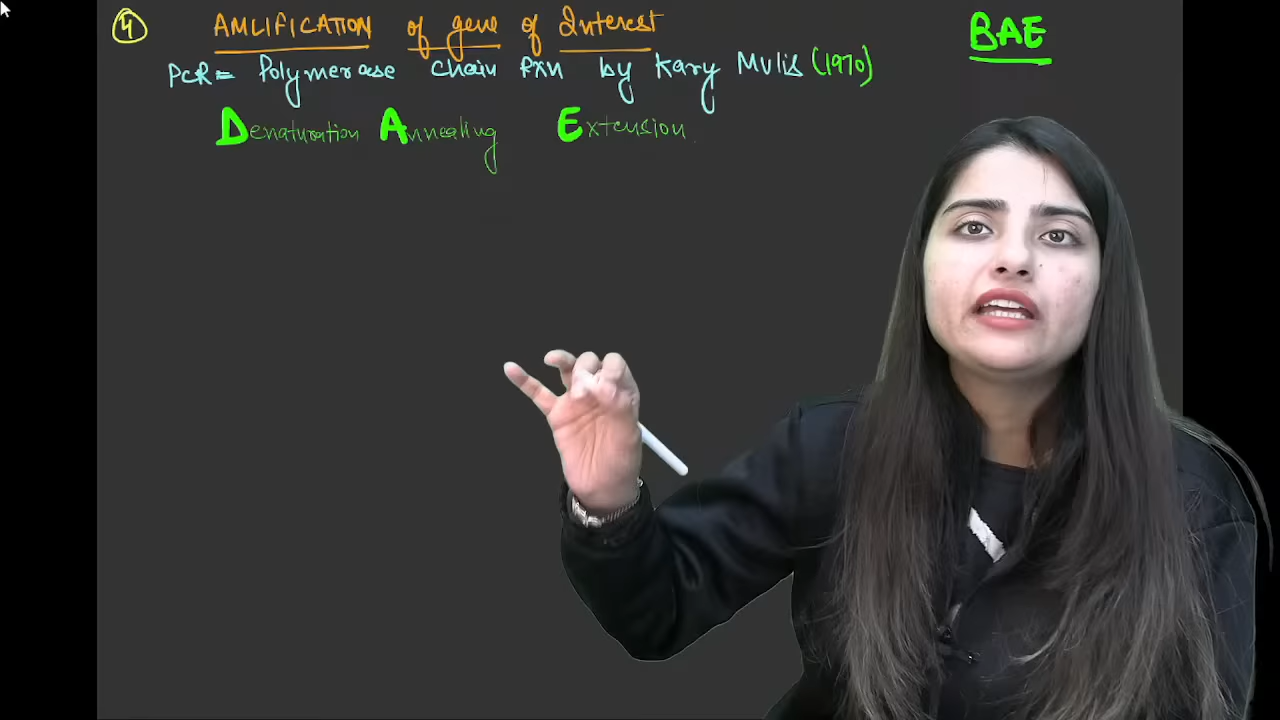 4 AMLIFICATION of gene of Interest
BAE
PCR= Polymerase Chain Rxn by Kary Mulis (1970)
Denaturation Annealing Extension